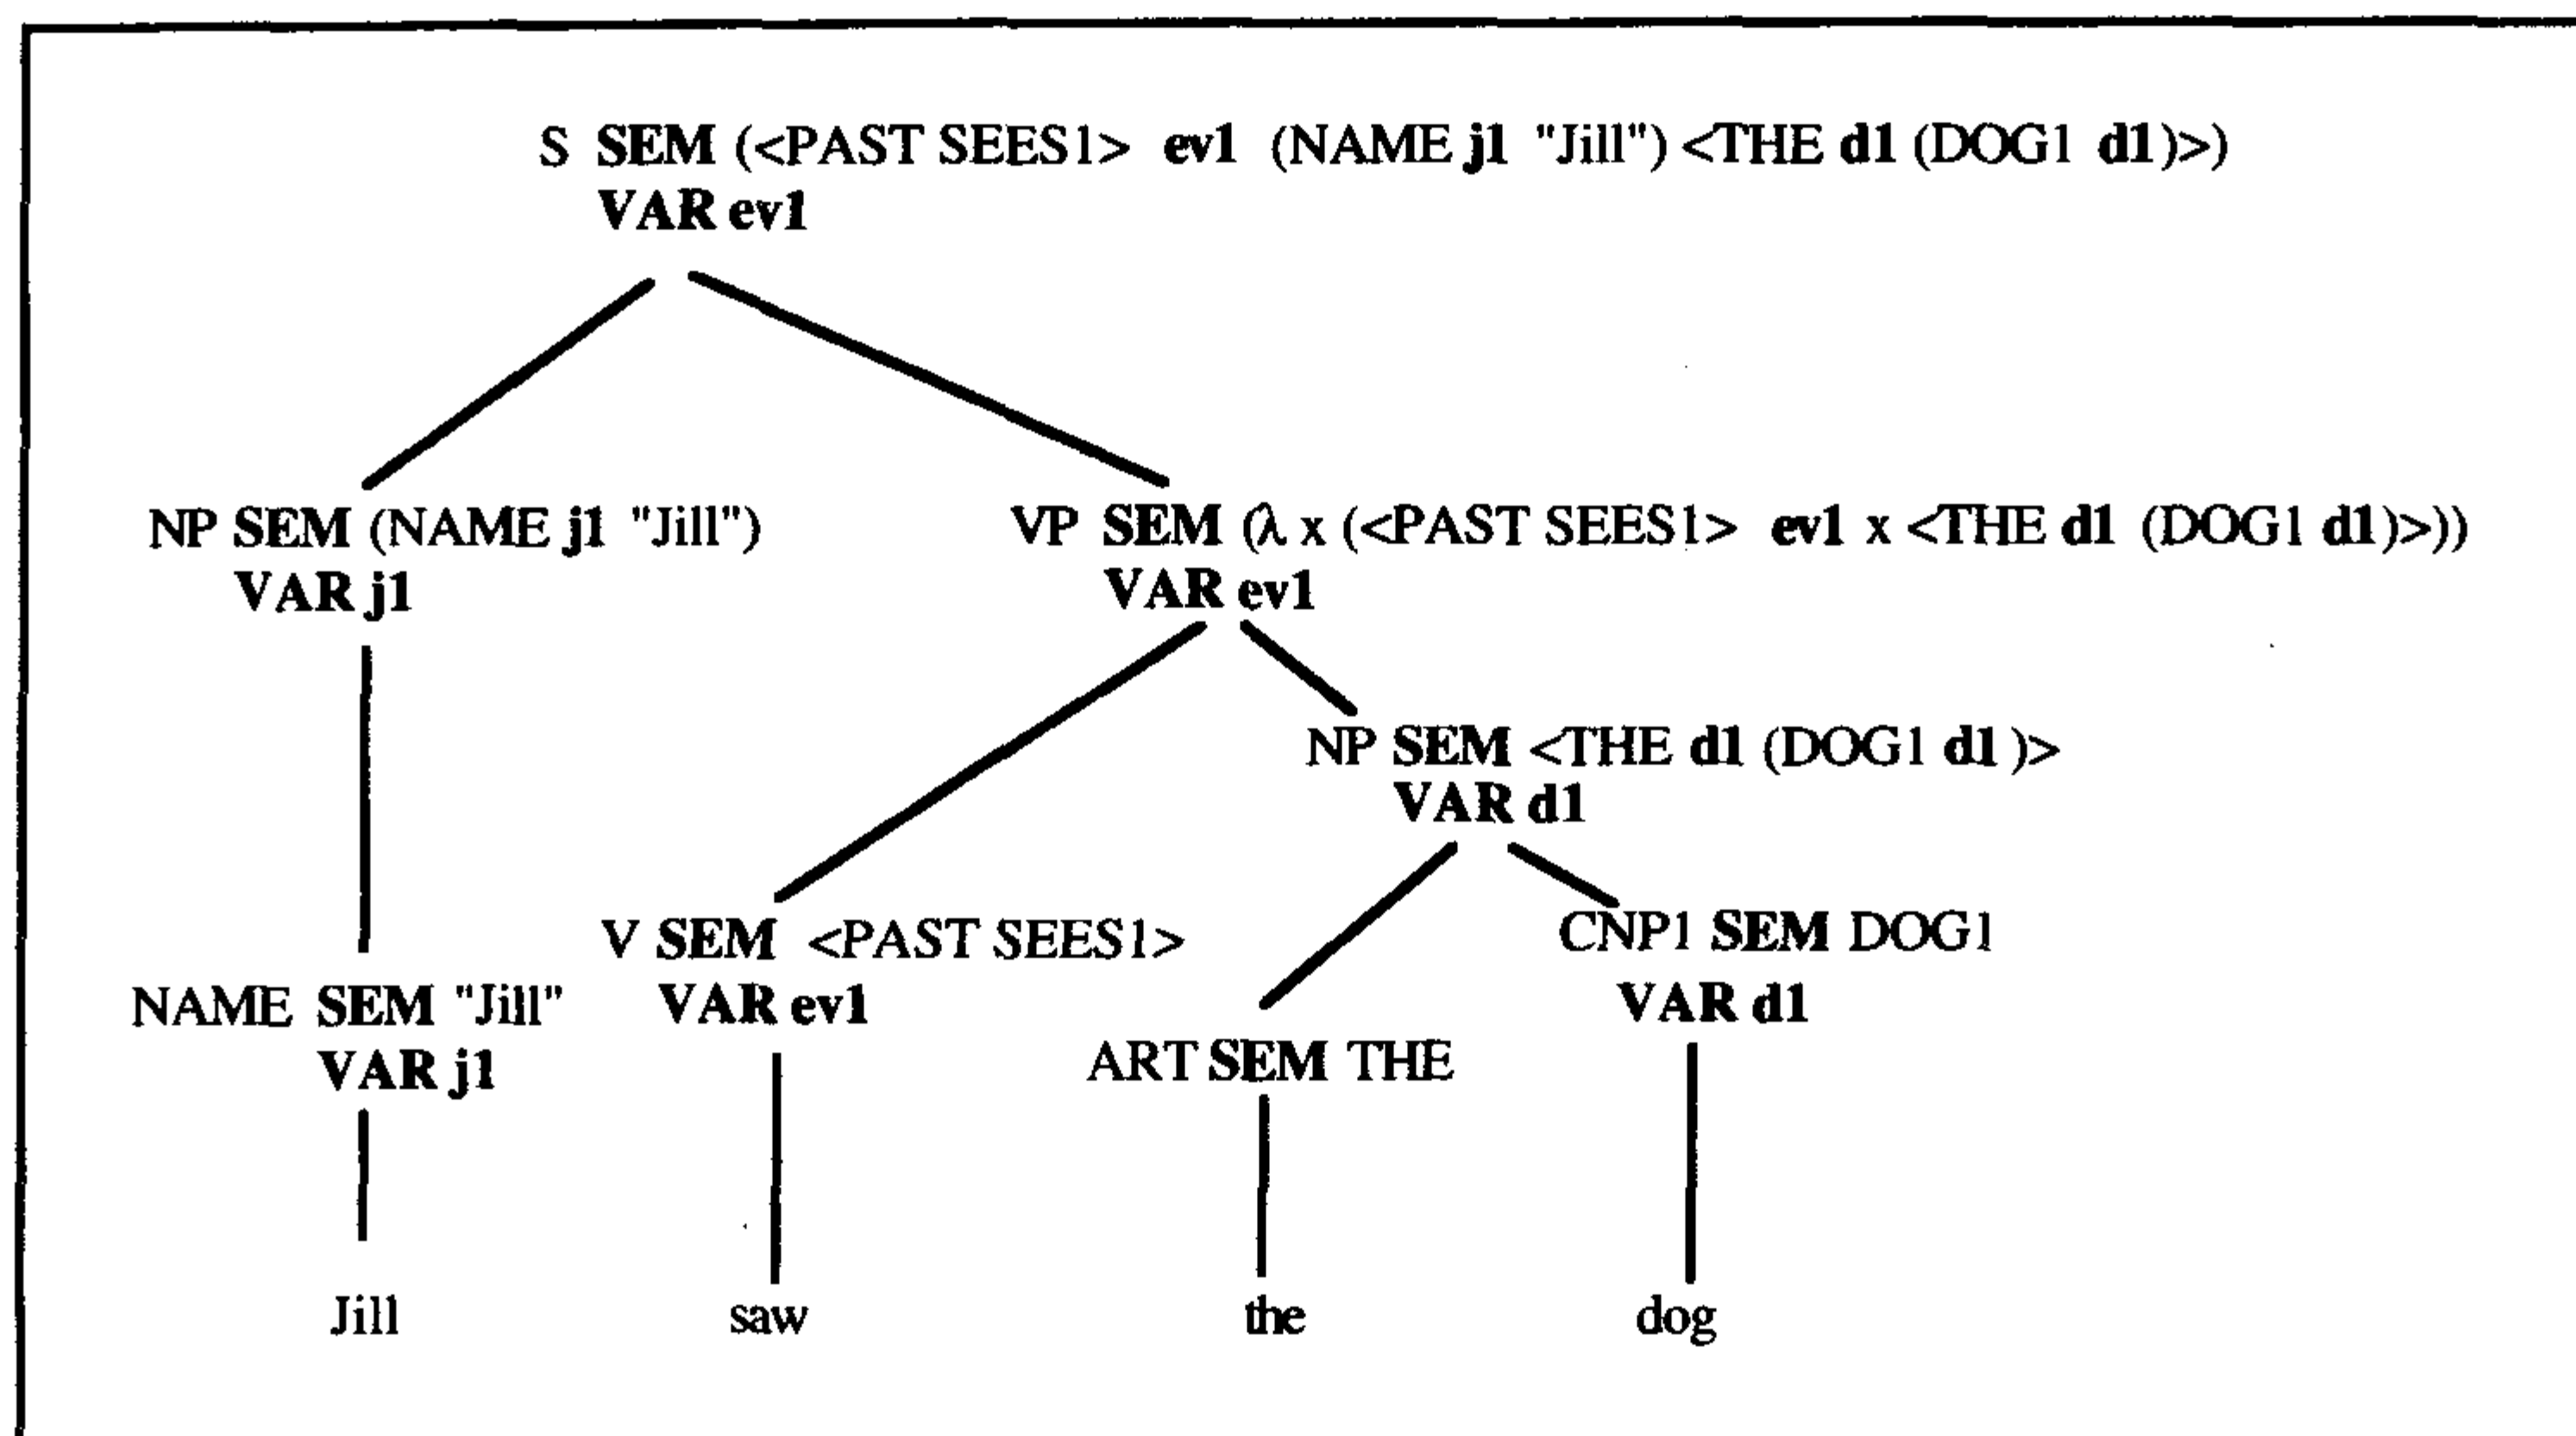 S SEM (<PAST SEES1> ev1 (NAME j1 "Jill") <THE d1 (DOG1 d1)>)
VAR ev1
NP SEM (NAME j1 "Jill")
VAR j1
VP SEM (λ x (<PAST SEES1> ev1 x <THE d1 (DOG1 d1)>))
VAR ev1
NP SEM <THE d1 (DOG1 d1 )>
VAR d1
V SEM <PAST SEES1>
VAR ev1
CNP1 SEM DOG1
VAR d1
NAME SEM "Jill"
VAR j1
ART SEM THE
Jill
saw
the
dog